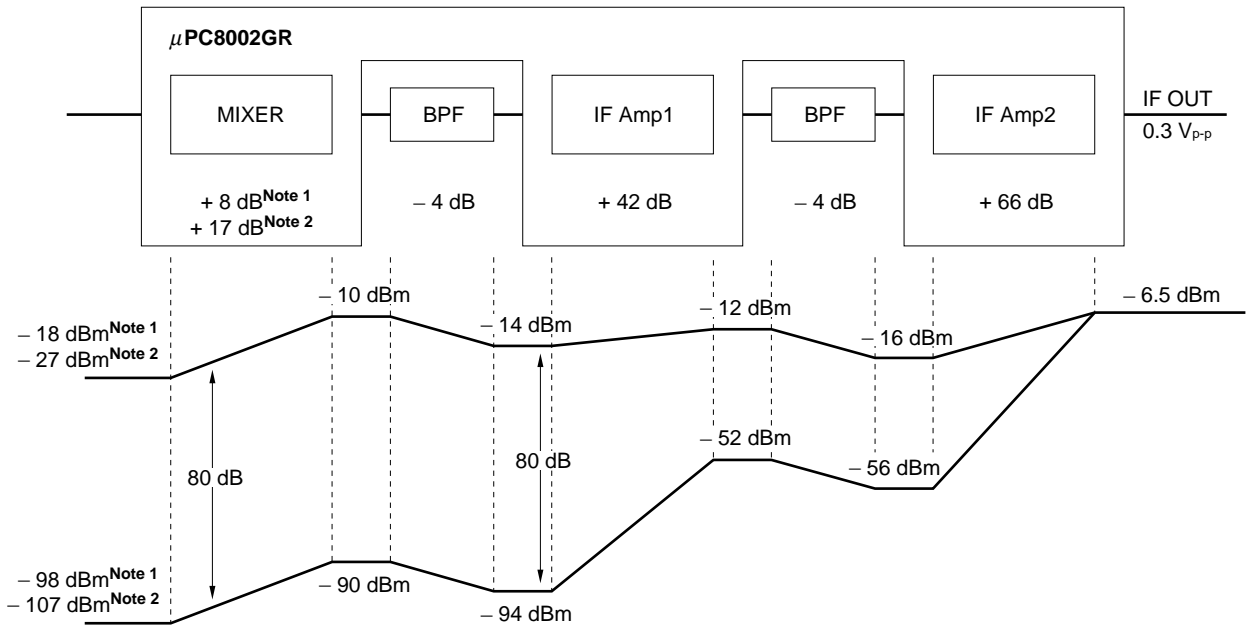 μPC8002GR
MIXER
BPF
IF Amp1
BPF
IF Amp2
IF OUT
0.3 Vp-p
+ 8 dBNote 1
+ 17 dBNote 2
− 4 dB
+ 42 dB
− 4 dB
+ 66 dB
− 18 dBmNote 1
− 27 dBmNote 2
− 10 dBm
− 14 dBm
− 12 dBm
− 16 dBm
− 6.5 dBm
80 dB
80 dB
− 52 dBm
− 56 dBm
− 98 dBmNote 1
− 107 dBmNote 2
− 90 dBm
− 94 dBm